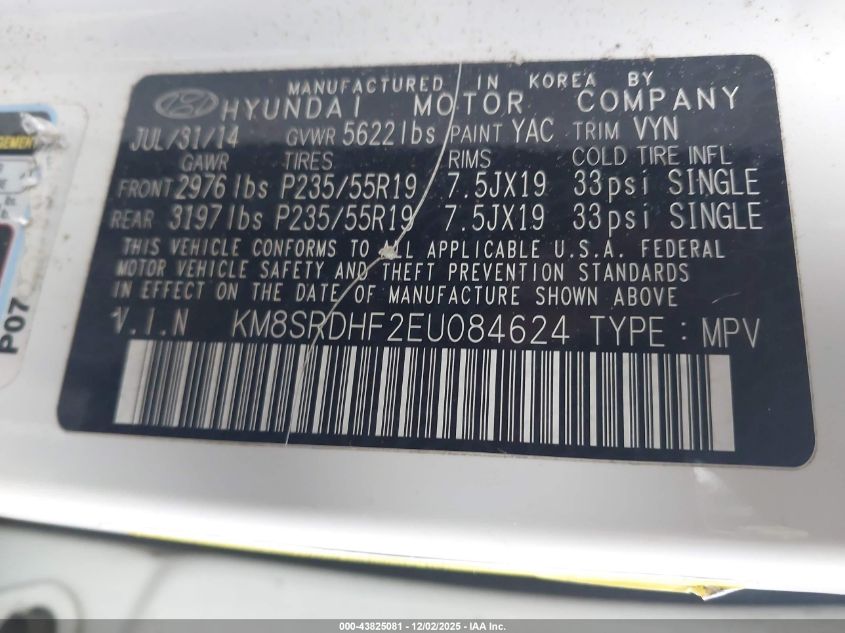 MANUFACTURED IN KOREA BY
HYUNDAI MOTOR COMPANY
JUL/31/14 GVWR 5622lbs PAINT YAC TRIM VYN
GAWR TIRES RIMS COLD TIRE INFL
FRONT 2976lbs P235/55R19 7.5JX19 33psi SINGLE
REAR 3197lbs P235/55R19 7.5JX19 33psi SINGLE
THIS VEHICLE CONFORMS TO ALL APPLICABLE U.S.A. FEDERAL
MOTOR VEHICLE SAFETY AND THEFT PREVENTION STANDARDS
IN EFFECT ON THE DATE OF MANUFACTURE SHOWN ABOVE
V.I.N KM8SRDHF2EU084624 TYPE : MPV
P07
000-43825081 - 12/02/2025 - IAA Inc.